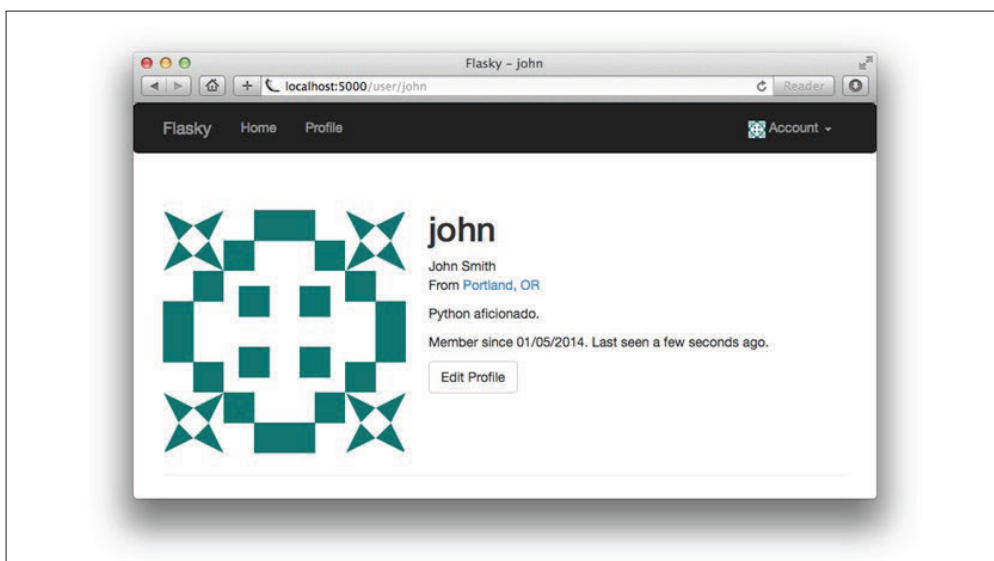 Flasky – john
localhost:5000/user/john
Reader
Flasky Home Profile Account
john
John Smith
From Portland, OR
Python aficionado.
Member since 01/05/2014. Last seen a few seconds ago.
Edit Profile